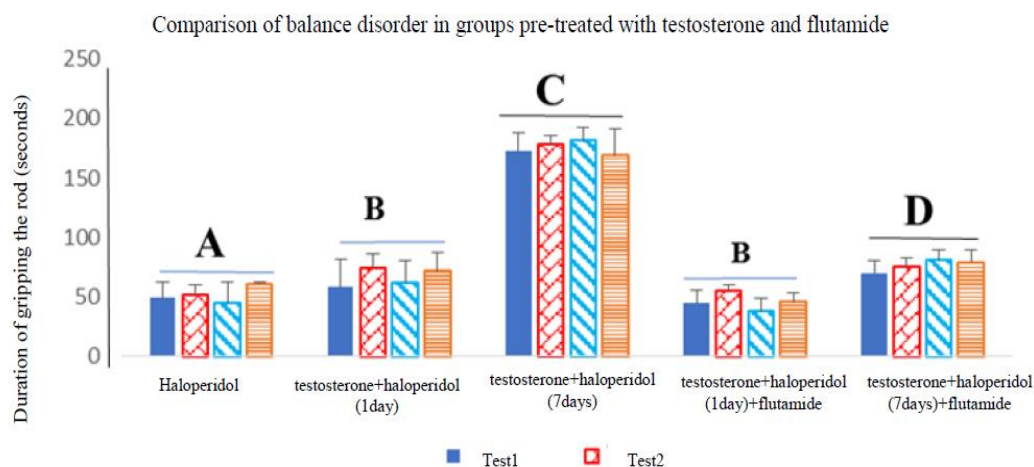 Comparison of balance disorder in groups pre-treated with testosterone and flutamide
Duration of gripping the rod (seconds)
250
200
150
100
50
0
A
B
C
B
D
Haloperidol
testosterone+haloperidol
(1day)
testosterone+haloperidol
(7days)
testosterone+haloperidol
(1day)+flutamide
testosterone+haloperidol
(7days)+flutamide
Test1
Test2